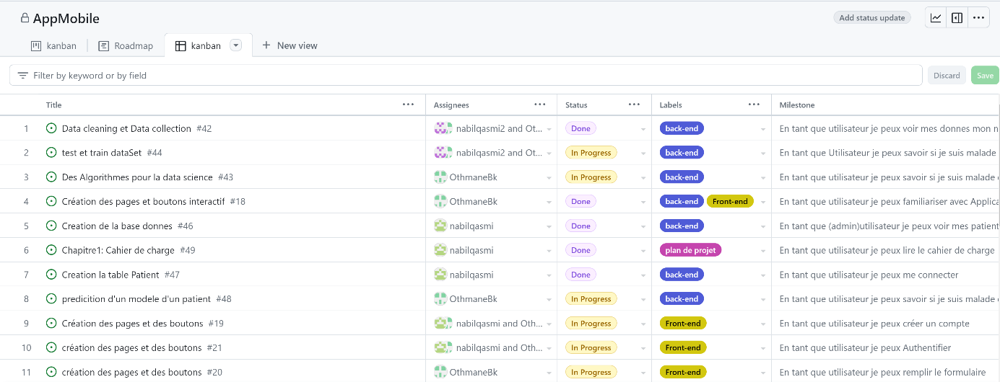 AppMobile
Add status update
kanban Roadmap kanban New view
Filter by keyword or by field
Discard Save
Title Assignees Status Labels Milestone
1 Data cleaning et Data collection #42 nabilqasmi2 and Ot... Done back-end En tant que utilisateur je peux voir mes donnes mon n
2 test et train dataSet #44 nabilqasmi2 and Ot... In Progress back-end En tant que Utilisateur je peux savoir si je suis malade
3 Des Algorithmes pour la data science #43 OthmaneBk In Progress back-end En tant que utilisateur je peux savoir si je suis malade
4 Création des pages et boutons interactif #18 OthmaneBk Done back-end Front-end En tant que utilisateur je peux familiariser avec Applica
5 Creation de la base donnes #46 nabilqasmi Done back-end En tant que (admin)utilisateur je peux voir mes patient
6 Chapitre1: Cahier de charge #49 nabilqasmi Done plan de projet En tant que utilisateur je peux lire le cahier de charge
7 Creation la table Patient #47 nabilqasmi Done back-end En tant que utilisateur je peux me connecter
8 predicition d'un modele d'un patient #48 OthmaneBk In Progress back-end En tant que utilisateur je peux savoir si je suis malade
9 Création des pages et des boutons #19 nabilqasmi and Oth... In Progress Front-end En tant que utilisateur je peux créer un compte
10 création des pages et des boutons #21 nabilqasmi and Oth... In Progress Front-end En tant que utilisateur je peux Authentifier
11 création des pages et des boutons #20 OthmaneBk In Progress Front-end En tant que utilisateur je peux remplir le formulaire